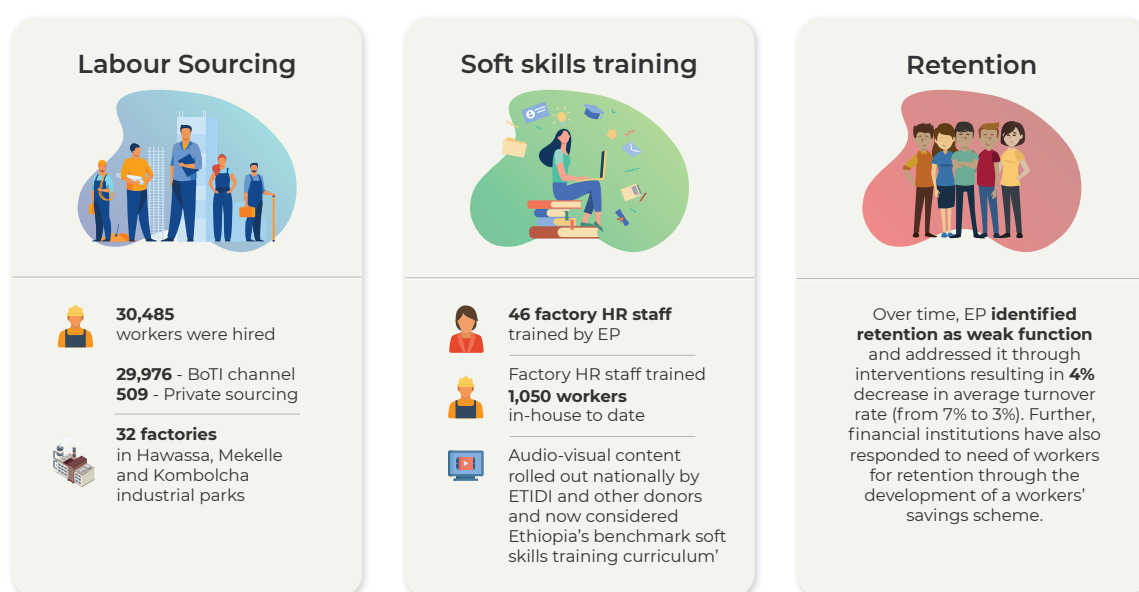 Labour Sourcing
30,485
workers were hired
29,976 - BoTI channel
509 - Private sourcing
32 factories
in Hawassa, Mekelle
and Kombolcha
industrial parks
Soft skills training
46 factory HR staff
trained by EP
Factory HR staff trained
1,050 workers
in-house to date
Audio-visual content
rolled out nationally by
ETIDI and other donors
and now considered
Ethiopia’s benchmark soft
skills training curriculum’
Retention
Over time, EP identified
retention as weak function
and addressed it through
interventions resulting in 4%
decrease in average turnover
rate (from 7% to 3%). Further,
financial institutions have also
responded to need of workers
for retention through the
development of a workers’
savings scheme.